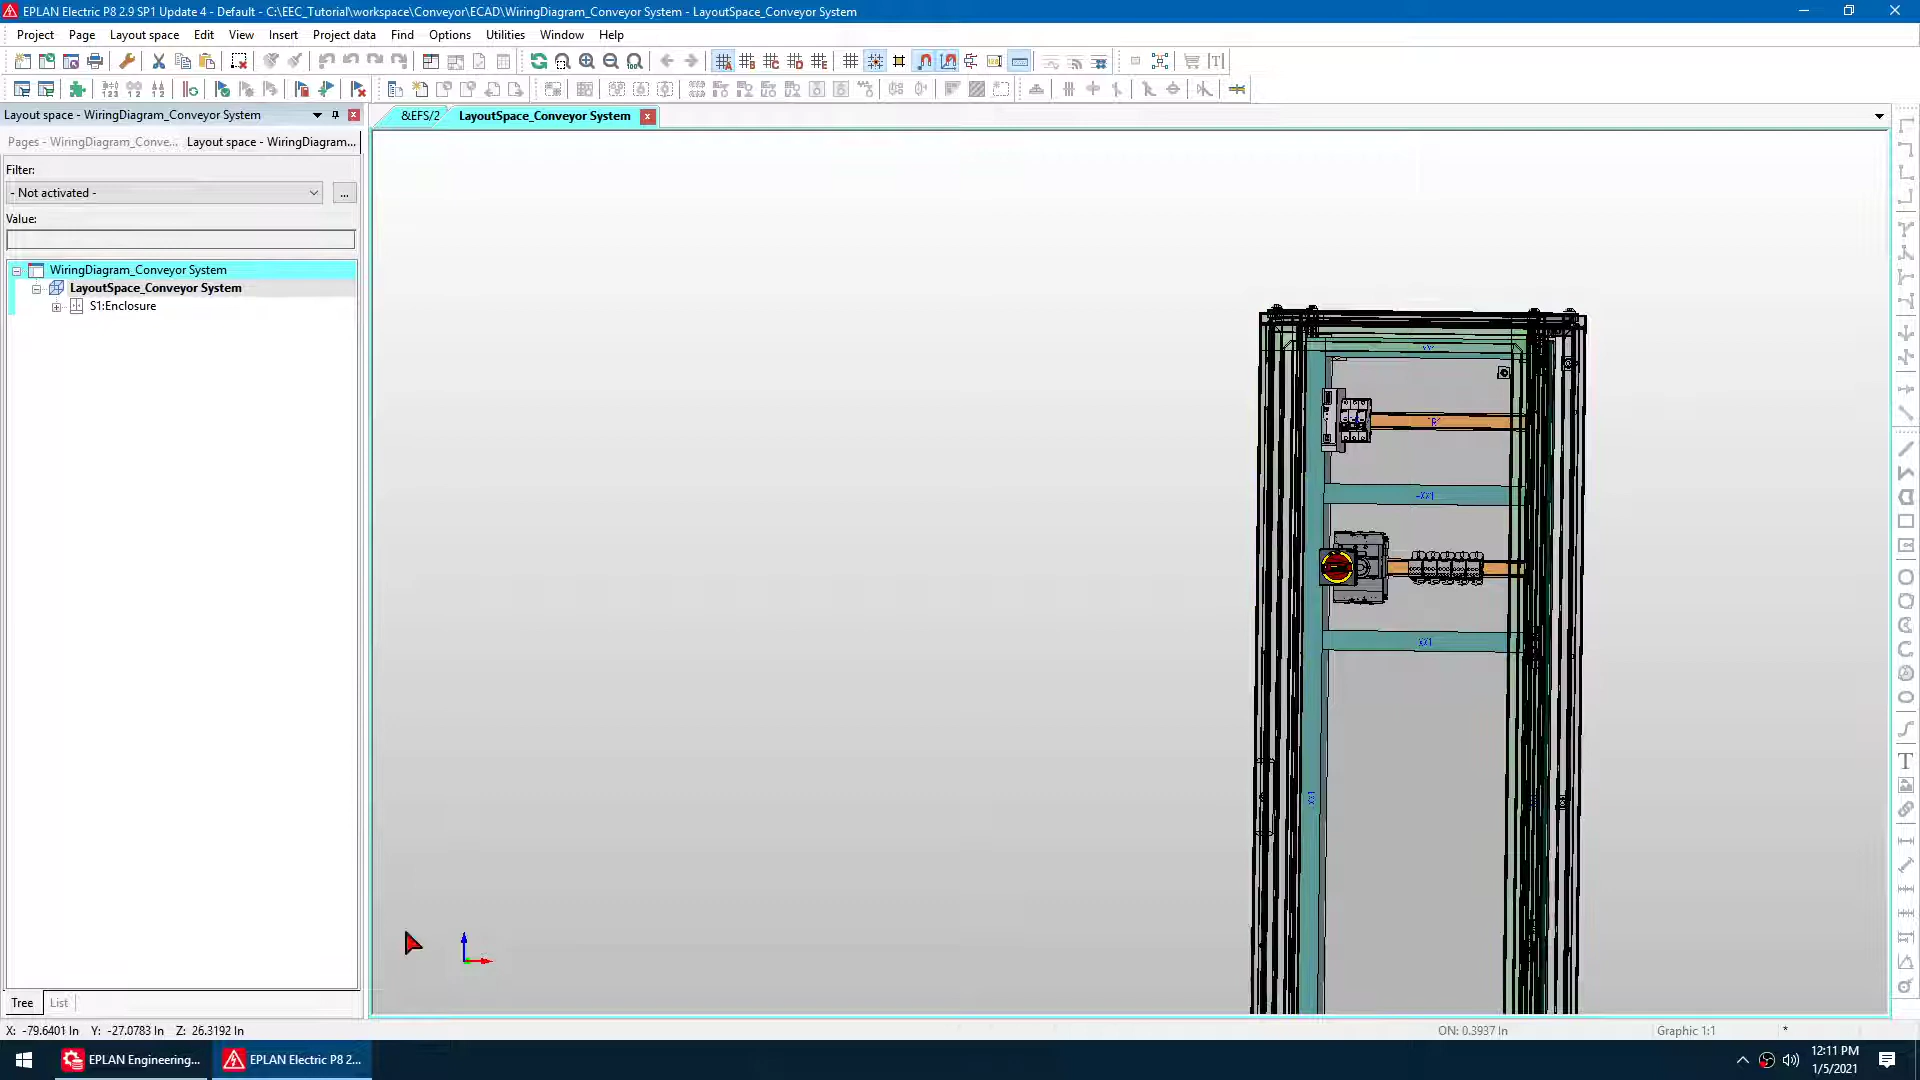 EPLAN Electric P8 2.9 SP1 Update 4 - Default - C:\EEC_Tutorial\workspace\Conveyor\ECAD\WiringDiagram_Conveyor System - LayoutSpace_Conveyor System
Project Page Layout space Edit View Insert Project data Find Options Utilities Window Help
Layout space - WiringDiagram_Conveyor System
&EFS/2 LayoutSpace_Conveyor System
Pages - WiringDiagram_Conve... Layout space - WiringDiagram...
Filter:
- Not activated -
...
Value:
WiringDiagram_Conveyor System
LayoutSpace_Conveyor System
S1:Enclosure
Tree List
X: -79.6401 In Y: -27.0783 In Z: 26.3192 In
ON: 0.3937 In
Graphic 1:1
*
EPLAN Engineering...
EPLAN Electric P8 2...
12:11 PM
1/5/2021